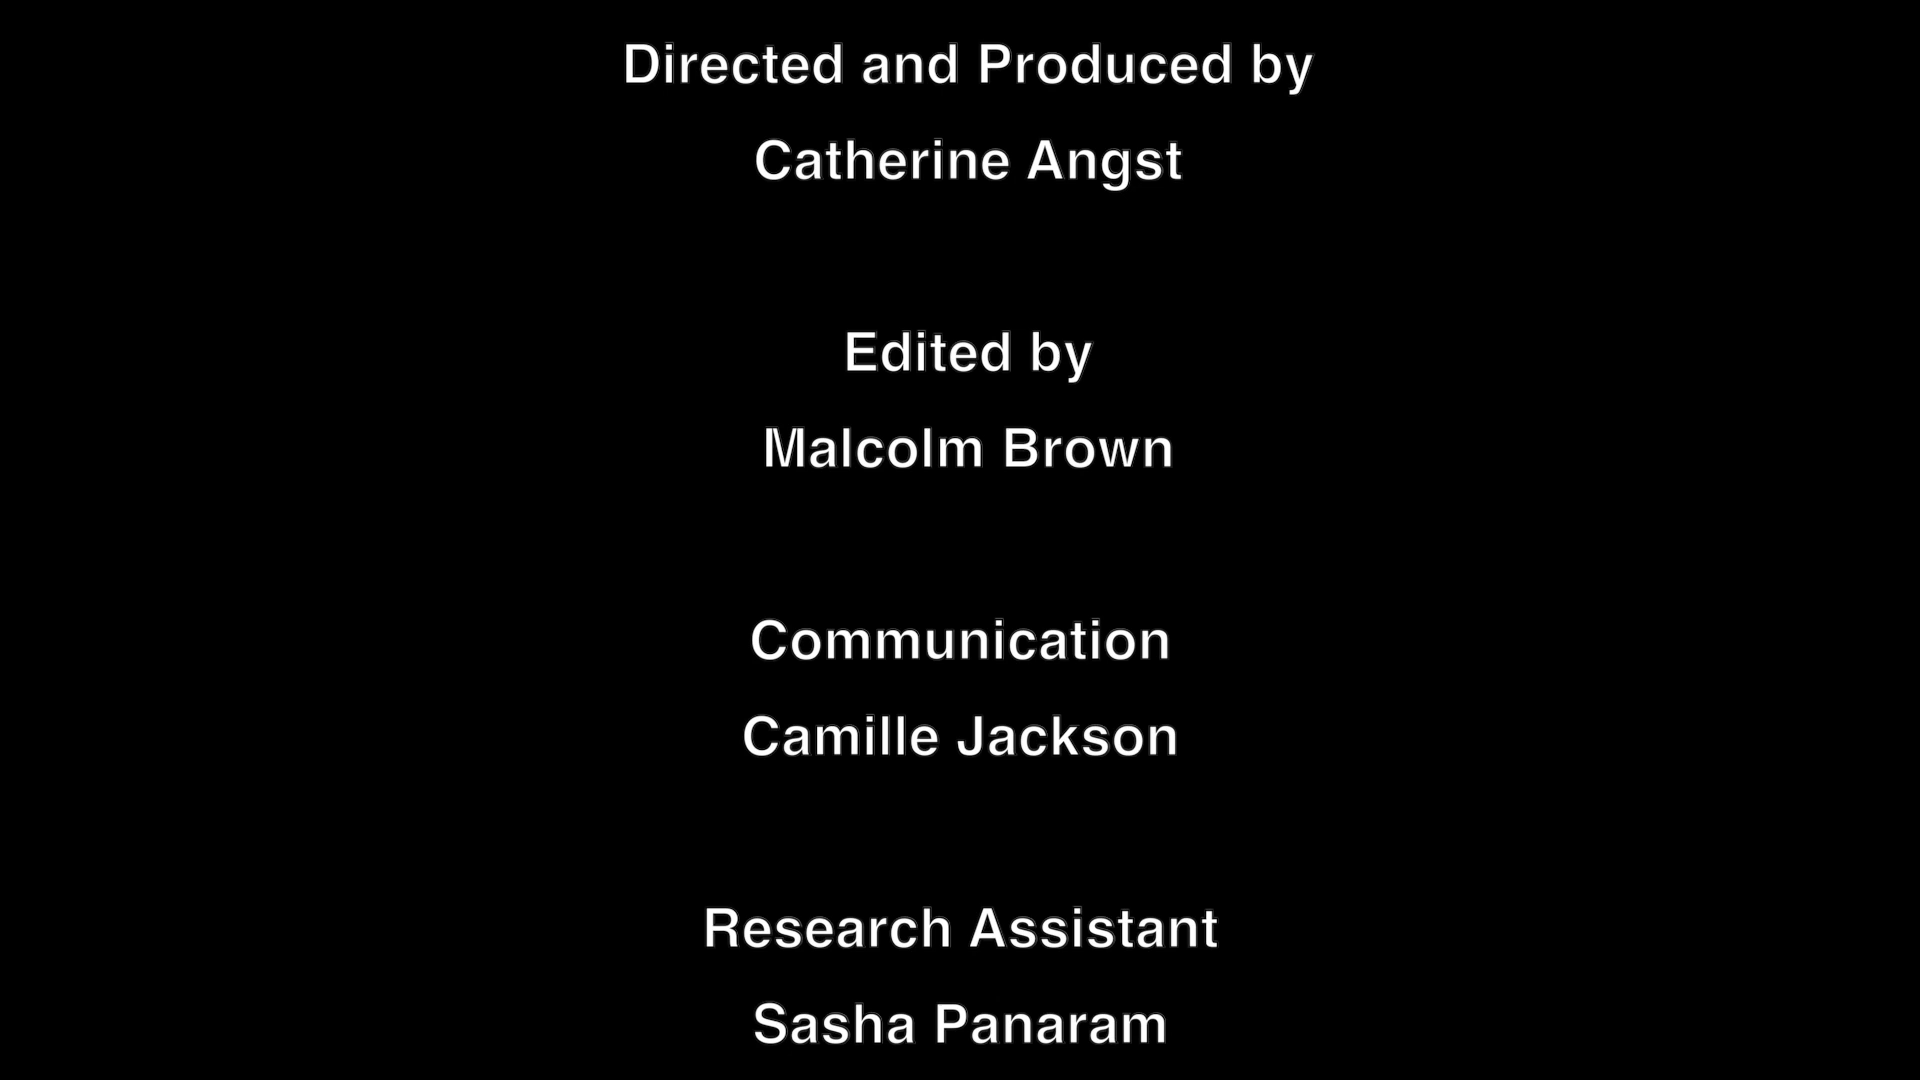 Directed and Produced by
Catherine Angst
Edited by
Malcolm Brown
Communication
Camille Jackson
Research Assistant
Sasha Panaram